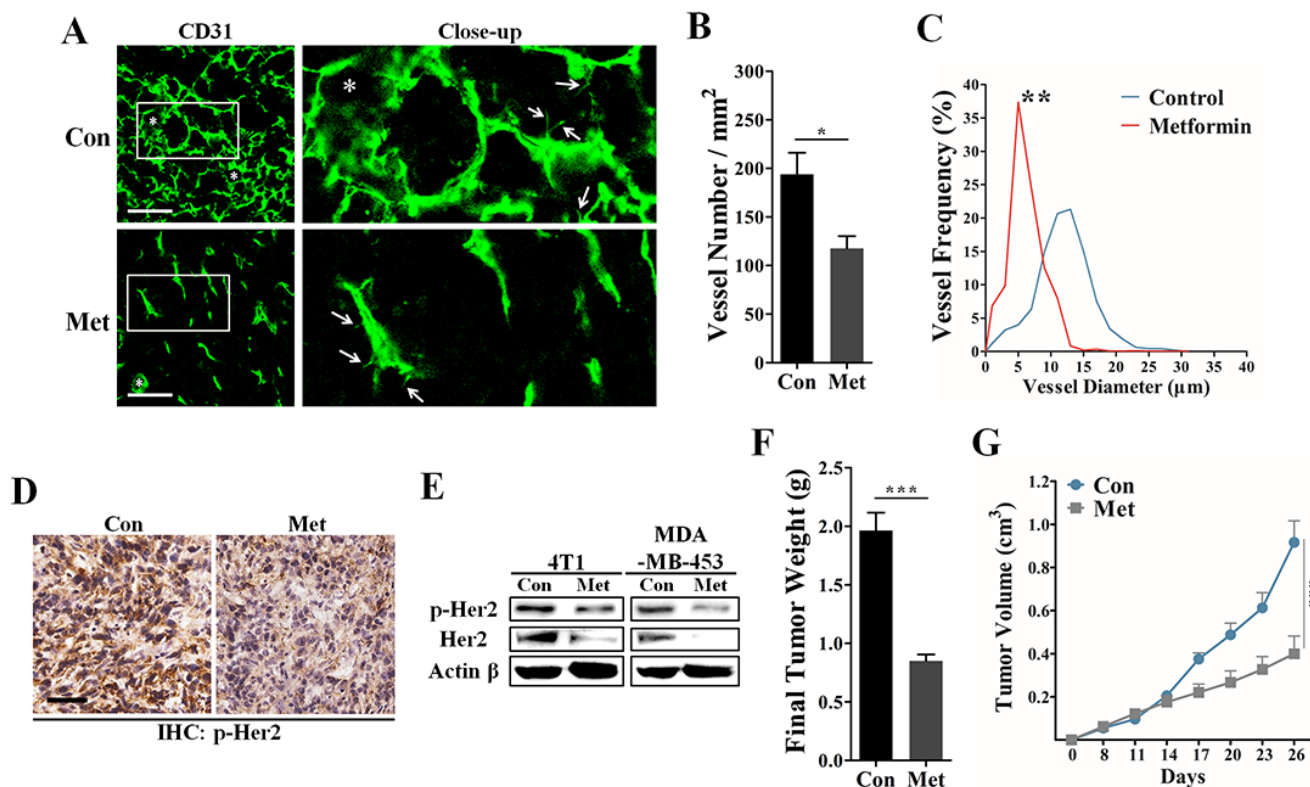 A
CD31
Close-up
Con
*
*
*
Met
*
B
Vessel Number / mm²
300
250
200
150
100
50
0
*
Con
Met
C
Vessel Frequency (%)
40
35
30
25
20
15
10
5
0
**
Control
Metformin
0
5
10
15
20
25
30
35
40
Vessel Diameter (µm)
D
Con
Met
IHC: p-Her2
E
4T1
MDA
-MB-453
Con
Met
Con
Met
p-Her2
Her2
Actin β
F
Final Tumor Weight (g)
2.5
2.0
1.5
1.0
0.5
0.0
***
Con
Met
G
Tumor Volume (cm³)
1.2
1.0
0.8
0.6
0.4
0.2
Con
Met
0
8
11
14
17
20
23
26
Days